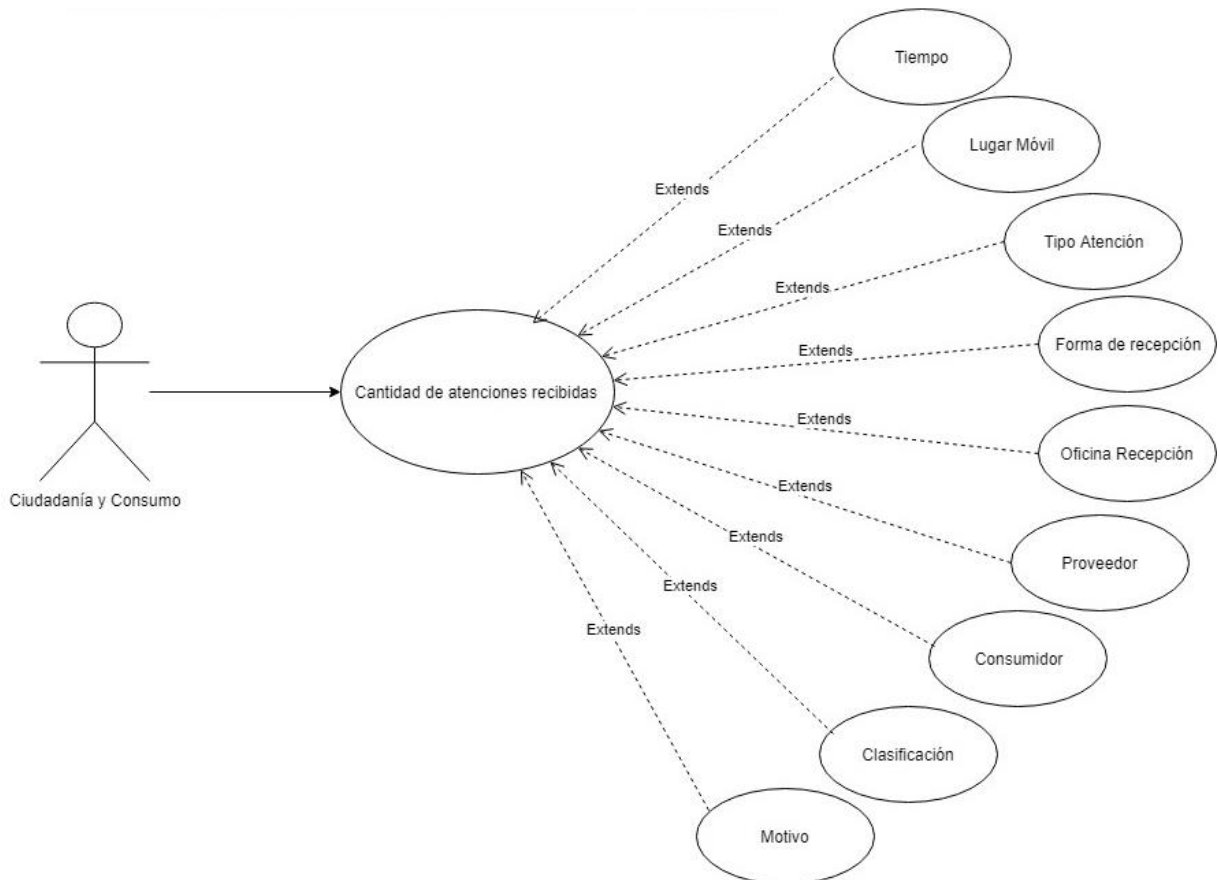 Tiempo
Lugar Móvil
Extends
Extends
Tipo Atención
Extends
Forma de recepción
Extends
Cantidad de atenciones recibidas
Extends
Oficina Recepción
Ciudadanía y Consumo
Extends
Extends
Proveedor
Extends
Extends
Consumidor
Clasificación
Motivo